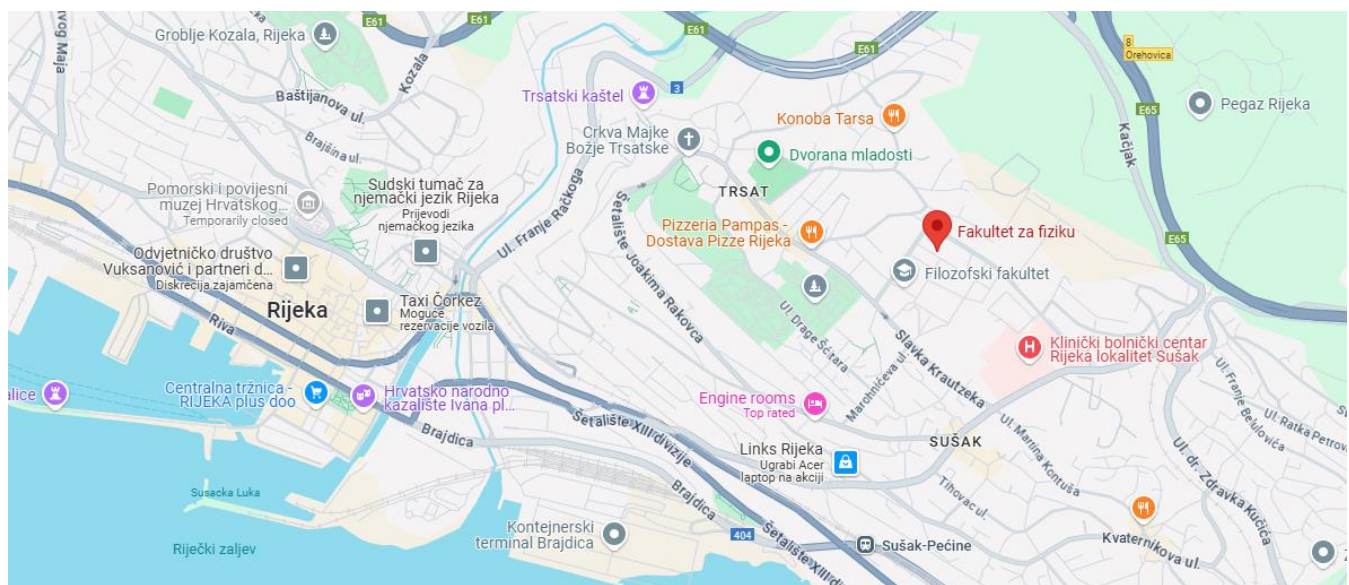 E61
E61
E61
E61
Groblje Kozala, Rijeka
Kozala
8
Orehovica
Trsatski kaštel
3
Baštijanova ul.
Konoba Tarsa
E65
Pegaz Rijeka
Kačjak
Crkva Majke
Božje Trsatske
Brajšina ul.
Dvorana mladosti
Pomorski i povijesni
muzej Hrvatskog...
Temporarily closed
Sudski tumač za
njemački jezik Rijeka
Prijevodi
njemačkog jezika
Ul. Franje Račkoga
Šetalište Joakima Rakovca
TRSAT
Pizzeria Pampas -
Dostava Pizze Rijeka
Fakultet za fiziku
E65
Odvjetničko društvo
Vuksanović i partneri d...
Diskrecija zajamčena
Filozofski fakultet
Rijeka
Riva
Taxi Čorkez
Moguće
rezervacije vozila
Ul. Drage Šćitara
Slavka Krautzeka
Klinički bolnički centar
Rijeka lokalitet Sušak
Marohnićeva ul.
Ul. Franje Belulovića
Centralna tržnica -
RIJEKA plus doo
Hrvatsko narodno
kazalište Ivana pl...
Engine rooms
Top rated
Brajdica
Šetalište XIII divizije
SUŠAK
Ul. Martina Kontuša
Ul. Ratka Petrov
Links Rijeka
Ugrabi Acer
laptop na akciji
Ul. dr. Zdravka Kučića
Tihovac ul.
Susacka Luka
Brajdica
Kontejnerski
terminal Brajdica
404
Šetalište XIII divizije
Sušak-Pećine
Kvaternikova ul.
Riječki zaljev